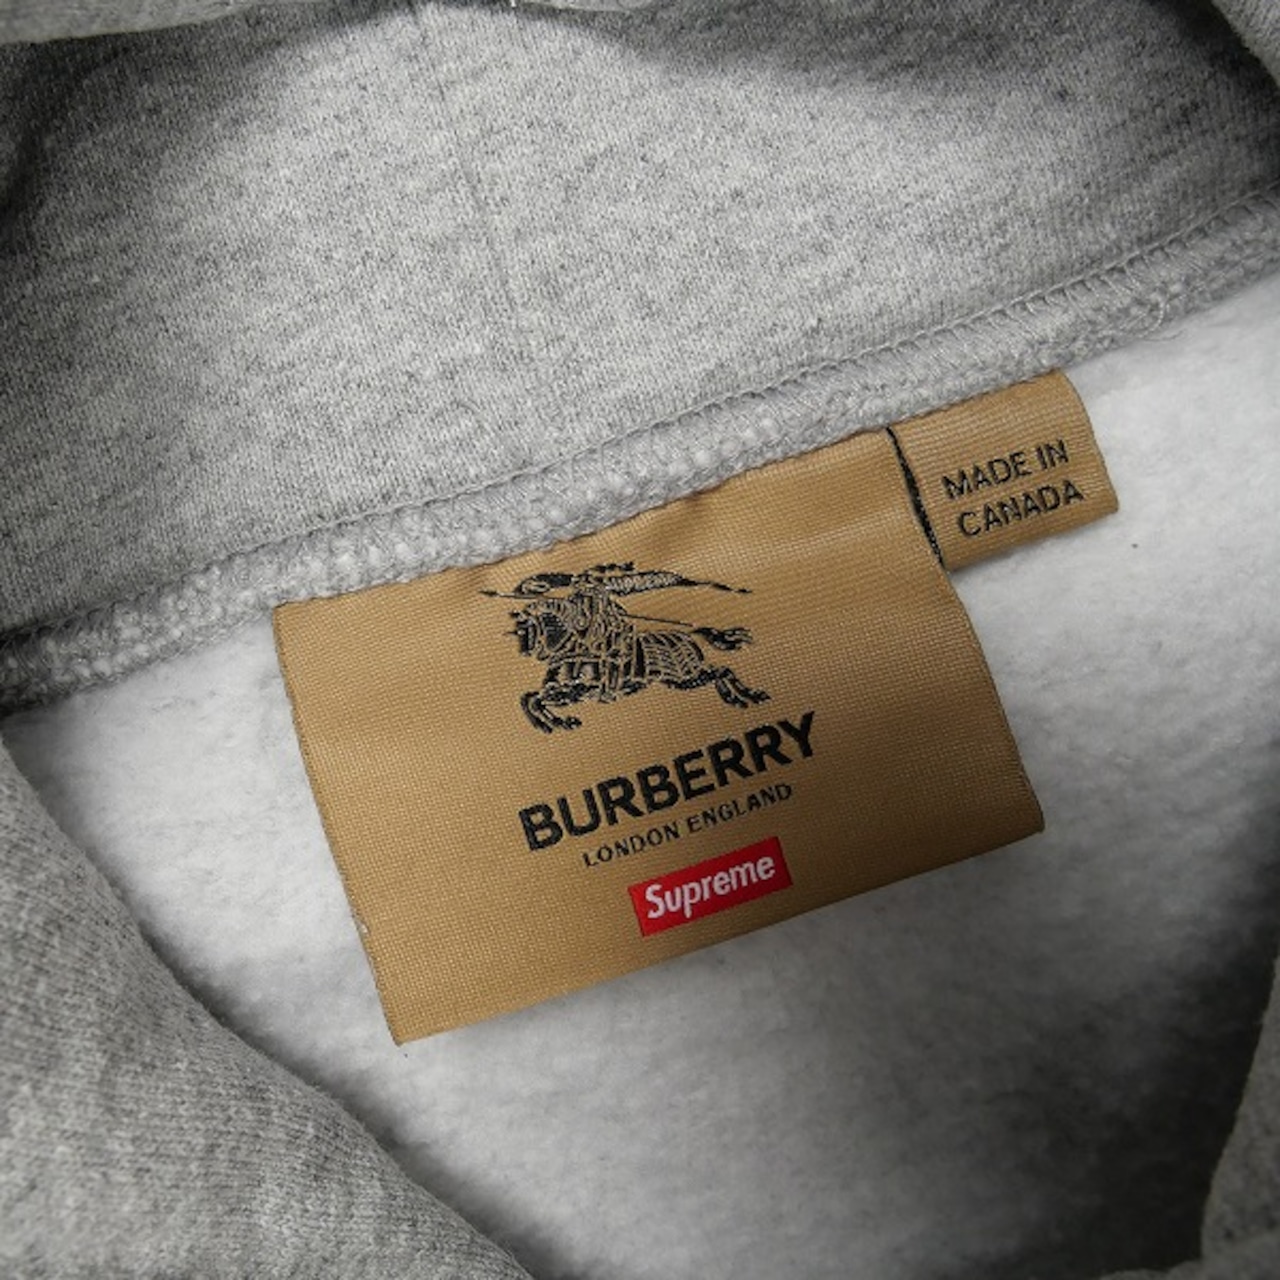 MADE IN
CANADA
BURBERRY
LONDON ENGLAND
Supreme